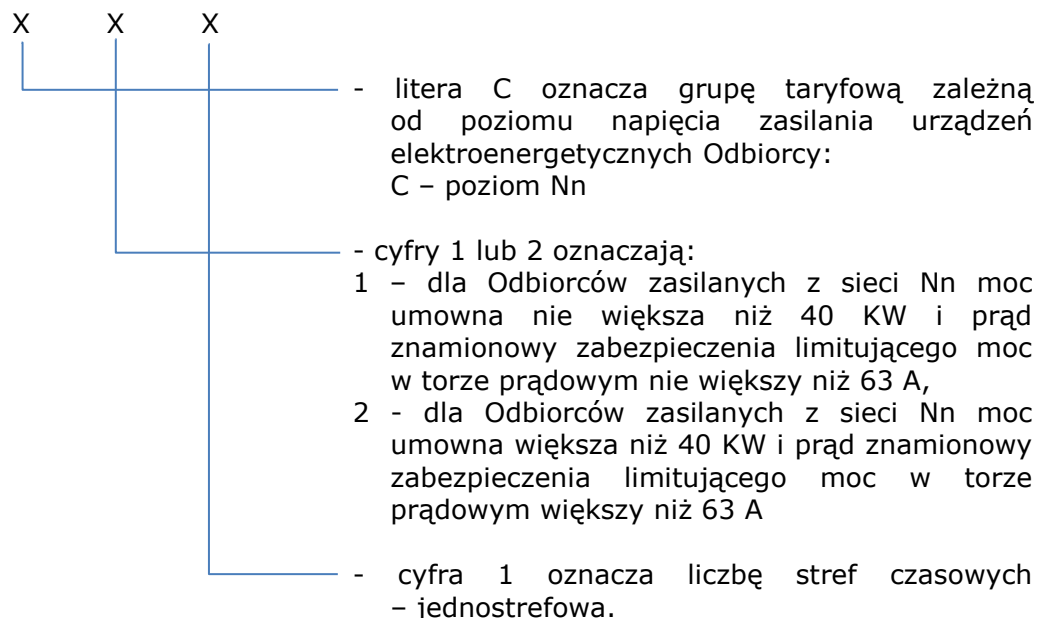 X X X
- litera C oznacza grupę taryfową zależną
od poziomu napięcia zasilania urządzeń
elektroenergetycznych Odbiorcy:
C – poziom Nn
- cyfry 1 lub 2 oznaczają:
1 – dla Odbiorców zasilanych z sieci Nn moc
umowna nie większa niż 40 KW i prąd
znamionowy zabezpieczenia limitującego moc
w torze prądowym nie większy niż 63 A,
2 - dla Odbiorców zasilanych z sieci Nn moc
umowna większa niż 40 KW i prąd znamionowy
zabezpieczenia limitującego moc w torze
prądowym większy niż 63 A
- cyfra 1 oznacza liczbę stref czasowych
– jednostrefowa.